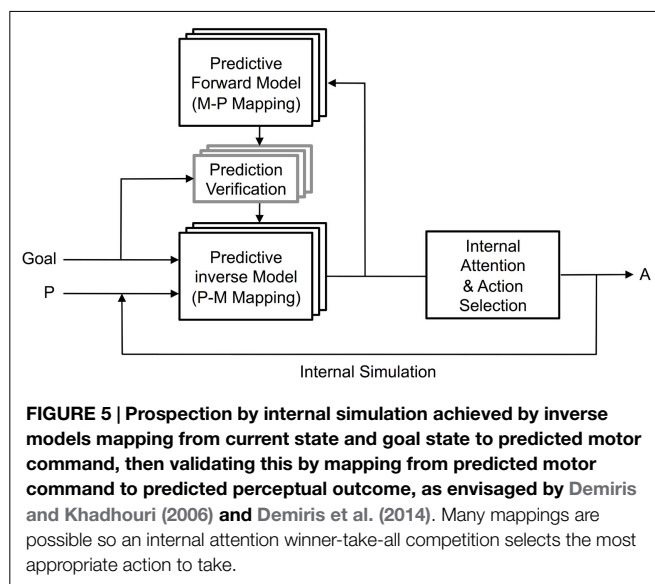 Predictive
Forward Model
(M-P Mapping)
Prediction
Verification
Goal
P
Predictive
inverse Model
(P-M Mapping)
Internal
Attention
& Action
Selection
A
Internal Simulation
FIGURE 5 | Prospection by internal simulation achieved by inverse
models mapping from current state and goal state to predicted motor
command, then validating this by mapping from predicted motor
command to predicted perceptual outcome, as envisaged by Demiris
and Khadhouri (2006) and Demiris et al. (2014). Many mappings are
possible so an internal attention winner-take-all competition selects the most
appropriate action to take.